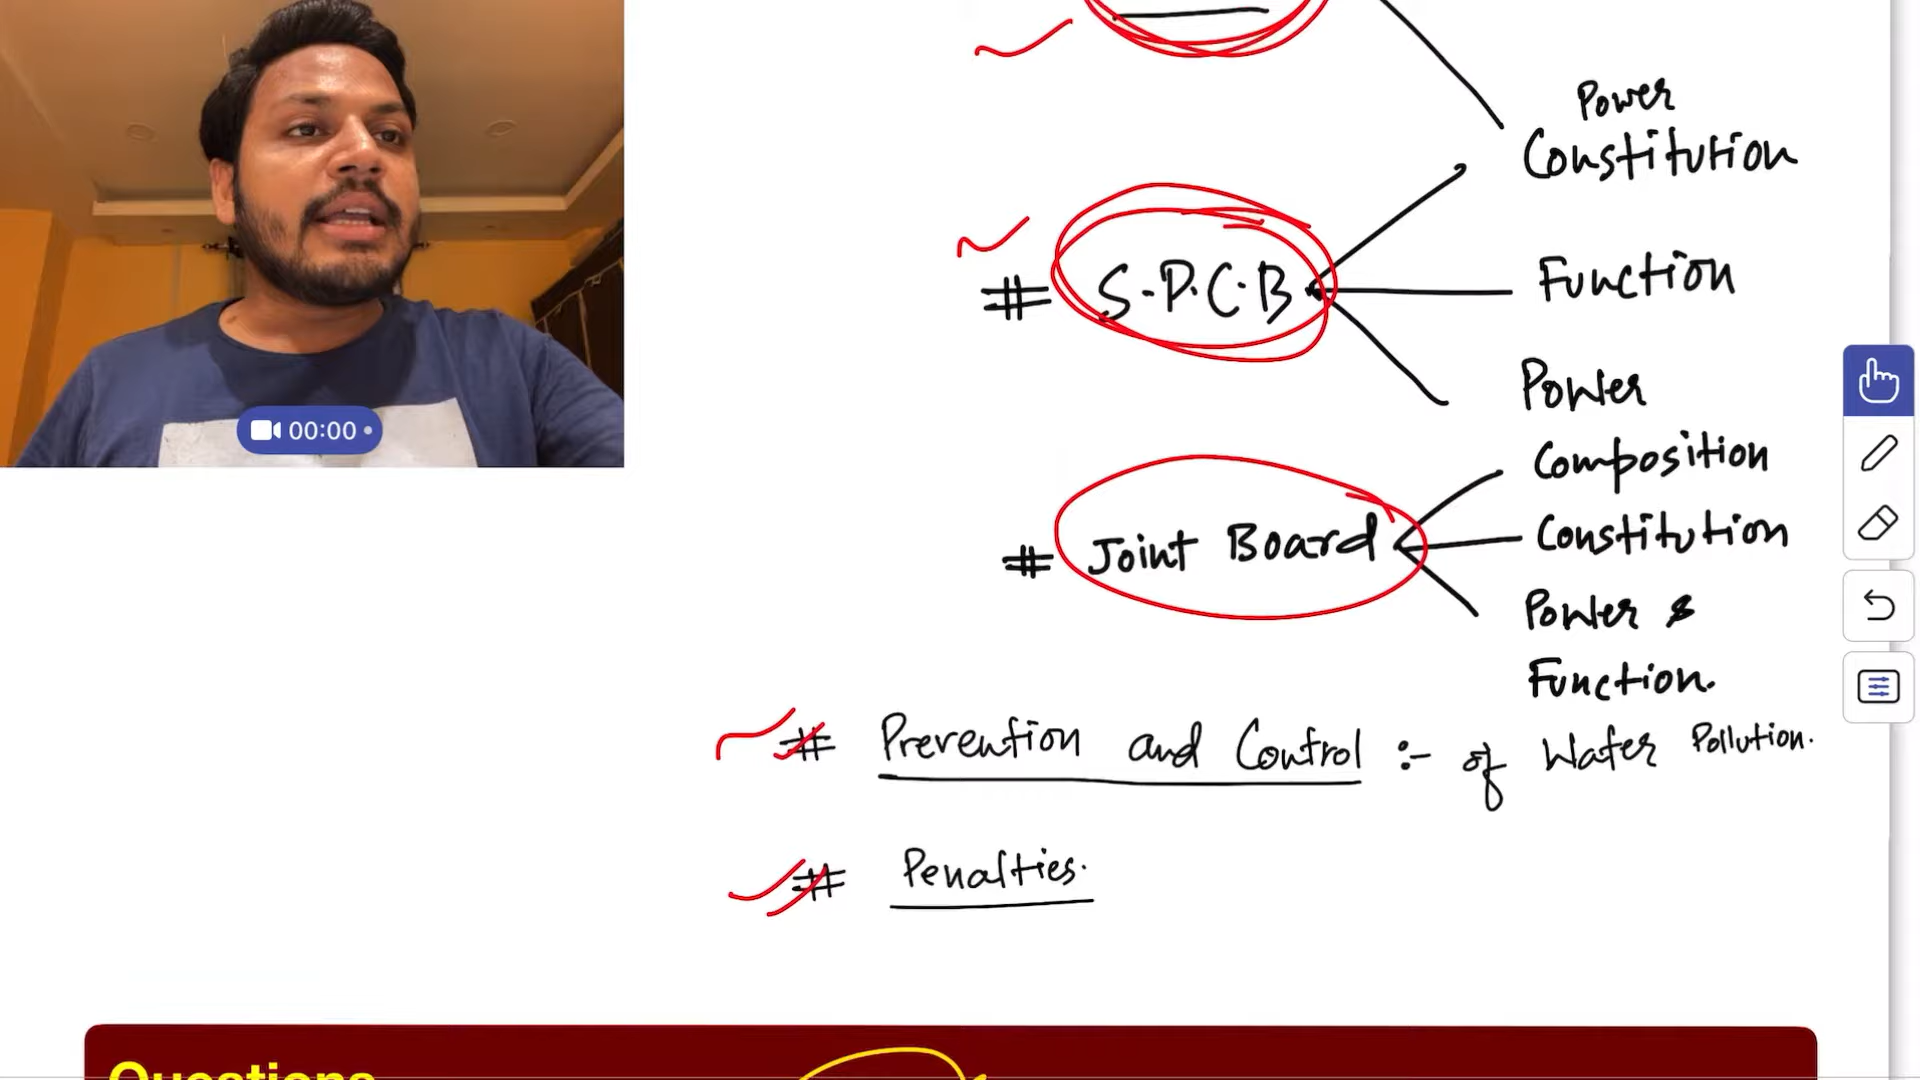 Power
Constitution
# S.P.C.B
Function
Power
Composition
# Joint Board
Constitution
Power &
Function.
# Prevention and Control :- of Water Pollution.
# Penalties.
00:00
Questions